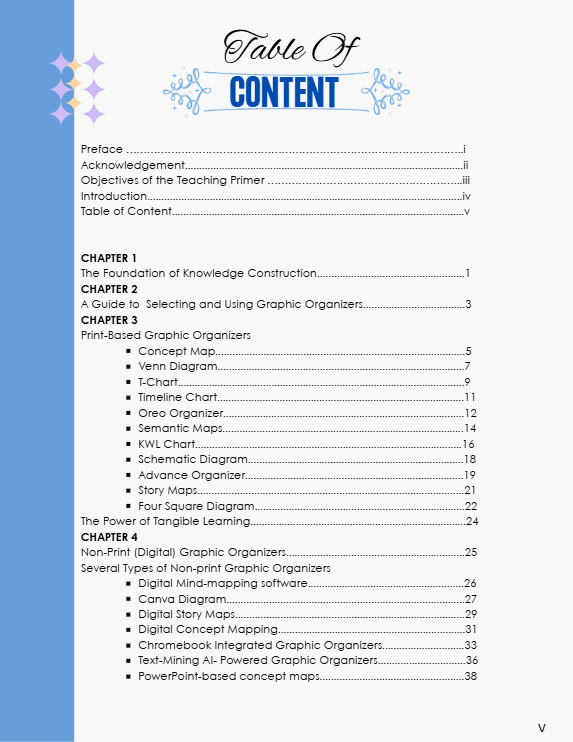 Table Of
CONTENT
Preface ………………………………………………………………………...i
Acknowledgement.............................................................................ii
Objectives of the Teaching Primer ………………………………………...iii
Introduction........................................................................................iv
Table of Content................................................................................v
CHAPTER 1
The Foundation of Knowledge Construction.........................................1
CHAPTER 2
A Guide to  Selecting and Using Graphic Organizers............................3
CHAPTER 3
Print-Based Graphic Organizers
▪ Concept Map......................................................................5
▪ Venn Diagram.....................................................................7
▪ T-Chart................................................................................9
▪ Timeline Chart....................................................................11
▪ Oreo Organizer...................................................................12
▪ Semantic Maps...................................................................14
▪ KWL Chart..........................................................................16
▪ Schematic Diagram............................................................18
▪ Advance Organizer............................................................19
▪ Story Maps.........................................................................21
▪ Four Square Diagram..........................................................22
The Power of Tangible Learning.........................................................24
CHAPTER 4
Non-Print (Digital) Graphic Organizers................................................25
Several Types of Non-print Graphic Organizers
▪ Digital Mind-mapping software...........................................26
▪ Canva Diagram..................................................................27
▪ Digital Story Maps...............................................................29
▪ Digital Concept Mapping...................................................31
▪ Chromebook Integrated Graphic Organizers......................33
▪ Text-Mining AI- Powered Graphic Organizers.......................36
▪ PowerPoint-based concept maps.......................................38
V